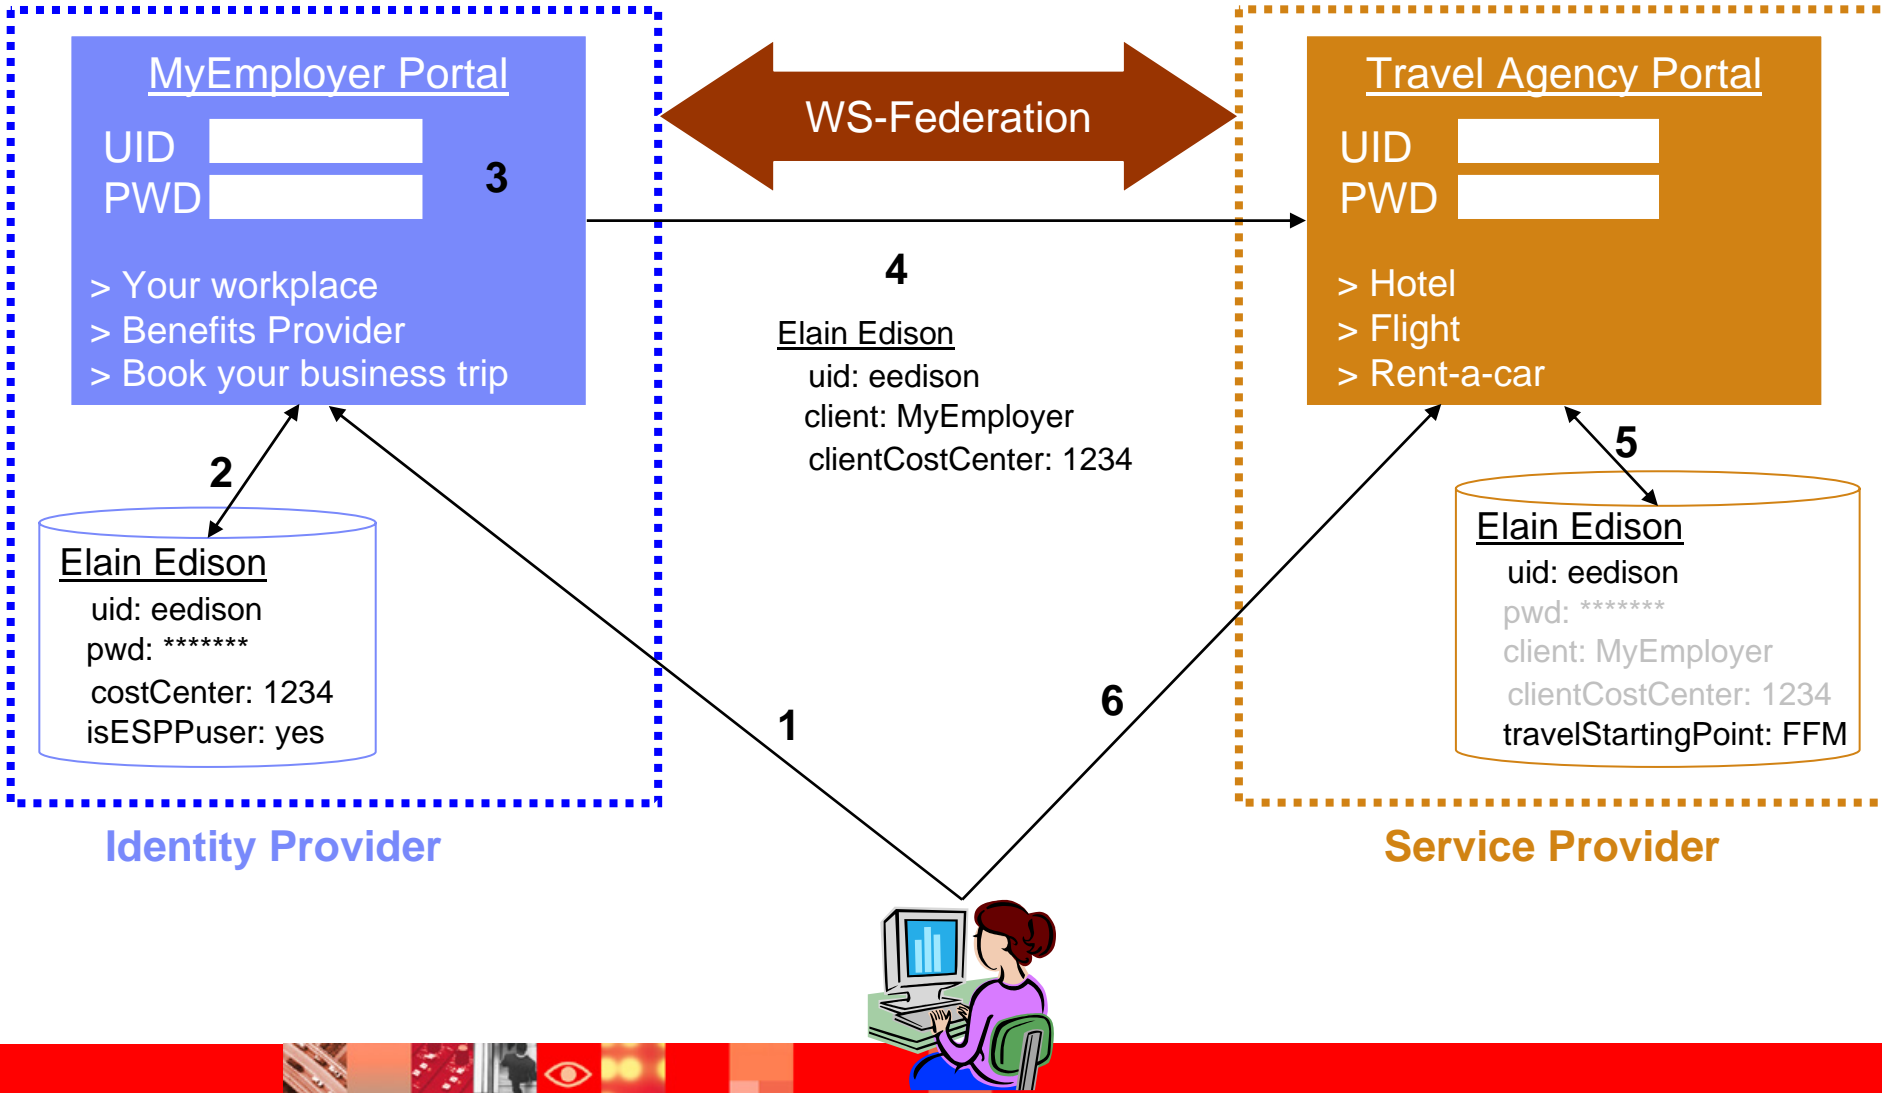 MyEmployer Portal
UID
PWD
3
> Your workplace
> Benefits Provider
> Book your business trip
WS-Federation
Travel Agency Portal
UID
PWD
> Hotel
> Flight
> Rent-a-car
4
Elain Edison
uid: eedison
client: MyEmployer
clientCostCenter: 1234
2
Elain Edison
uid: eedison
pwd: *******
costCenter: 1234
isESPPuser: yes
5
Elain Edison
uid: eedison
pwd: *******
client: MyEmployer
clientCostCenter: 1234
travelStartingPoint: FFM
1
6
Identity Provider
Service Provider